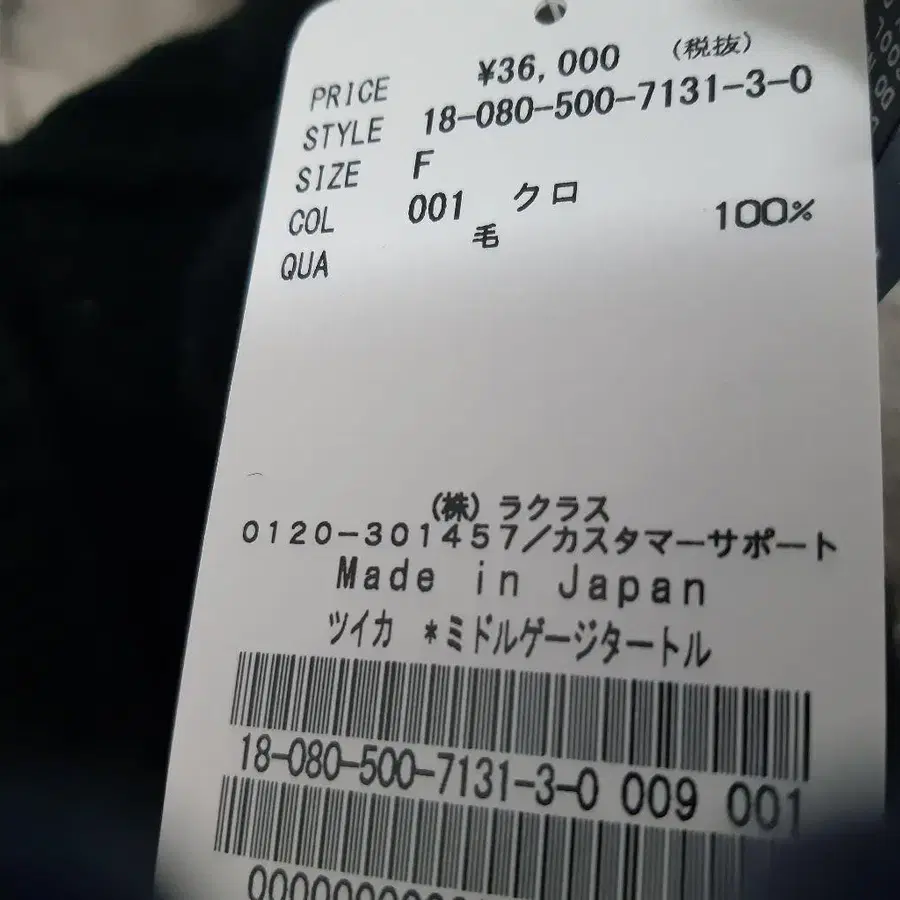 PRICE ¥36,000 (税抜)
STYLE 18-080-500-7131-3-0
SIZE F
COL 001 クロ
QUA 毛 100%
(株) ラクラス
0120-301457/カスタマーサポート
Made in Japan
ツイカ *ミドルゲージタートル
18-080-500-7131-3-0 009 001